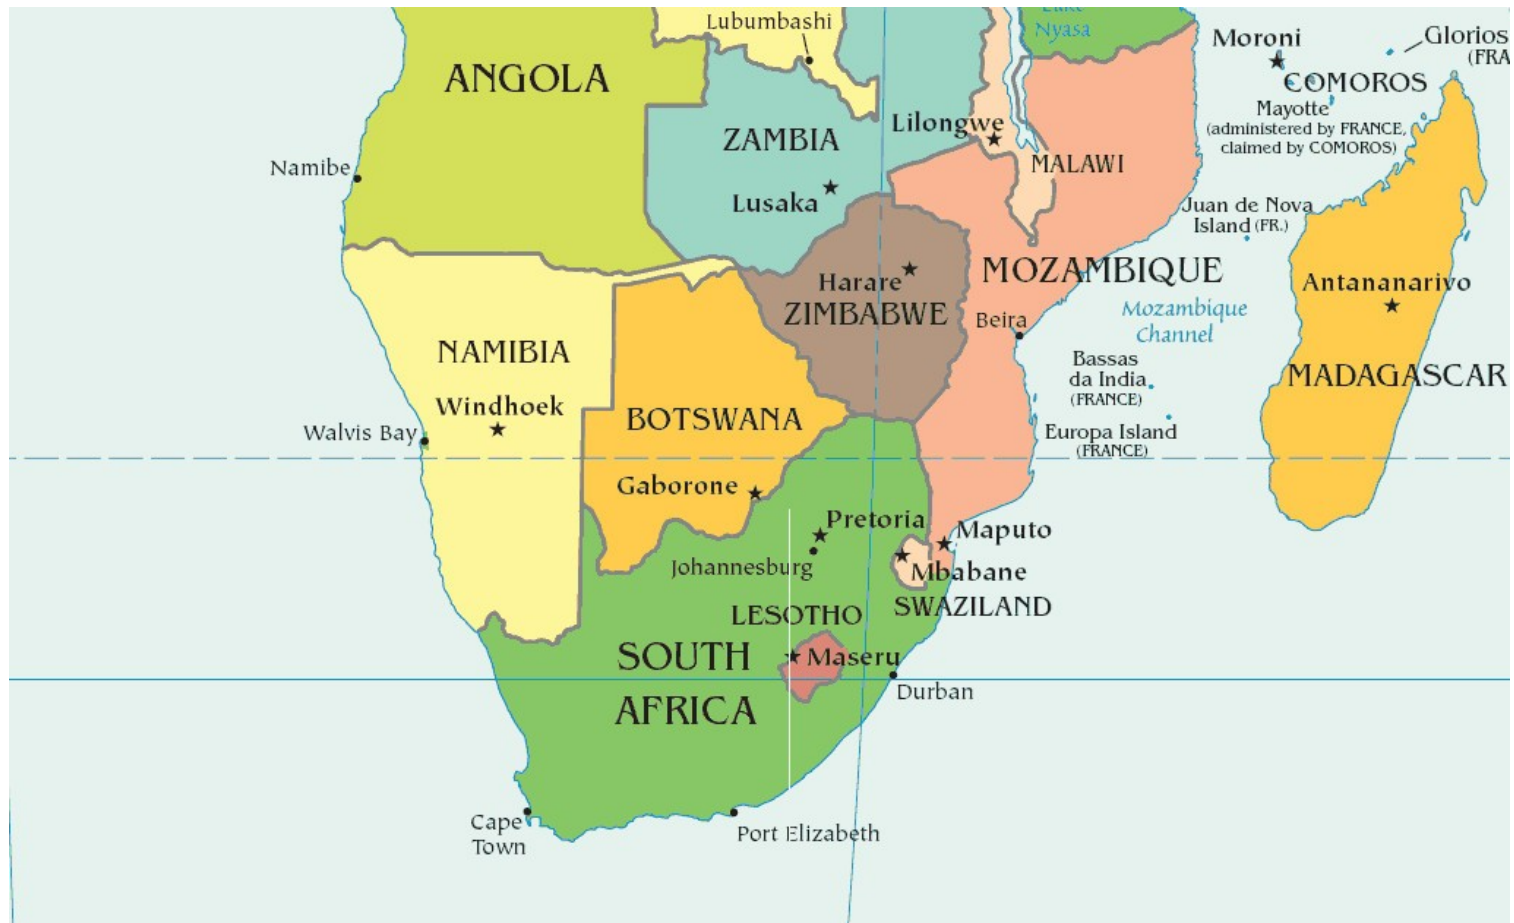 Lubumbashi
Lake
Nyasa
Moroni
Glorios
(FRA
ANGOLA
COMOROS
Mayotte
(administered by FRANCE,
claimed by COMOROS)
Lilongwe
ZAMBIA
MALAWI
Namibe
Lusaka
Juan de Nova
Island (FR.)
MOZAMBIQUE
Harare
Antananarivo
ZIMBABWE
Beira
Mozambique
Channel
NAMIBIA
Bassas
da India
(FRANCE)
MADAGASCAR
Windhoek
BOTSWANA
Walvis Bay
Europa Island
(FRANCE)
Gaborone
Pretoria
Maputo
Johannesburg
Mbabane
SWAZILAND
LESOTHO
SOUTH
AFRICA
Maseru
Durban
Cape
Town
Port Elizabeth